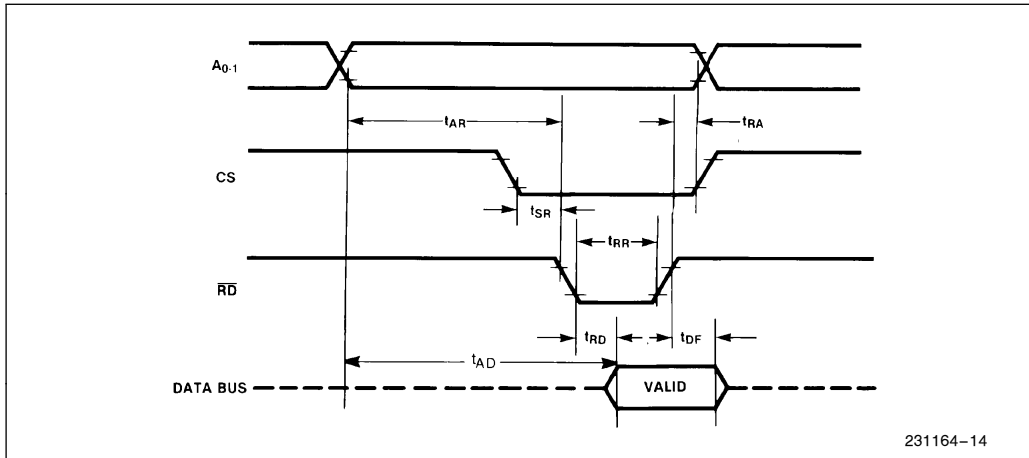 A0-1
tAR
tRA
CS
tSR
tRR
RD
tRD
tDF
tAD
DATA BUS
VALID
231164–14